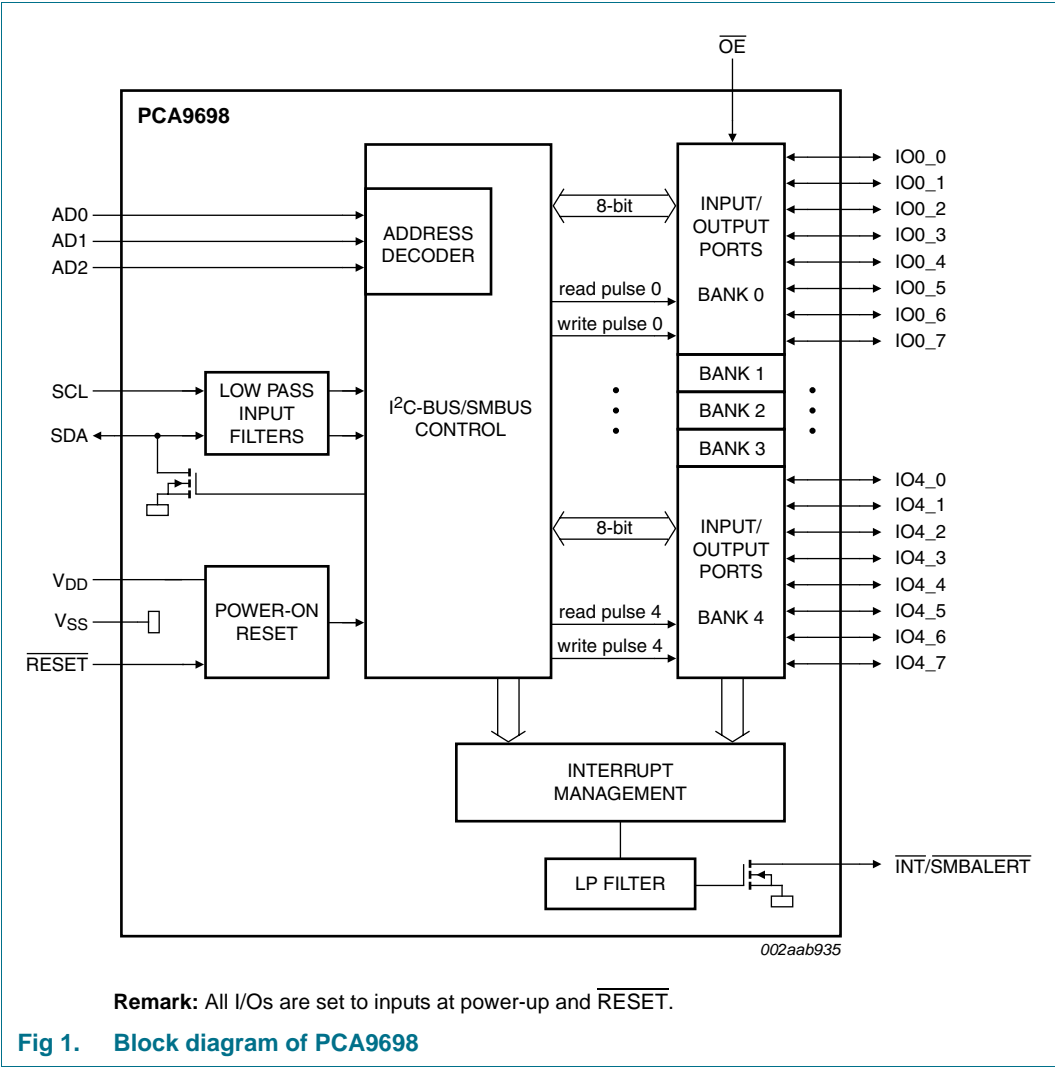 OE
PCA9698
AD0
AD1
AD2
ADDRESS
DECODER
SCL
SDA
LOW PASS
INPUT
FILTERS
I2C-BUS/SMBUS
CONTROL
VDD
VSS
RESET
POWER-ON
RESET
8-bit
read pulse 0
write pulse 0
8-bit
read pulse 4
write pulse 4
INPUT/
OUTPUT
PORTS
BANK 0
BANK 1
BANK 2
BANK 3
INPUT/
OUTPUT
PORTS
BANK 4
IO0_0
IO0_1
IO0_2
IO0_3
IO0_4
IO0_5
IO0_6
IO0_7
IO4_0
IO4_1
IO4_2
IO4_3
IO4_4
IO4_5
IO4_6
IO4_7
INTERRUPT
MANAGEMENT
LP FILTER
INT/SMBALERT
002aab935
Remark: All I/Os are set to inputs at power-up and RESET.
Fig 1. Block diagram of PCA9698